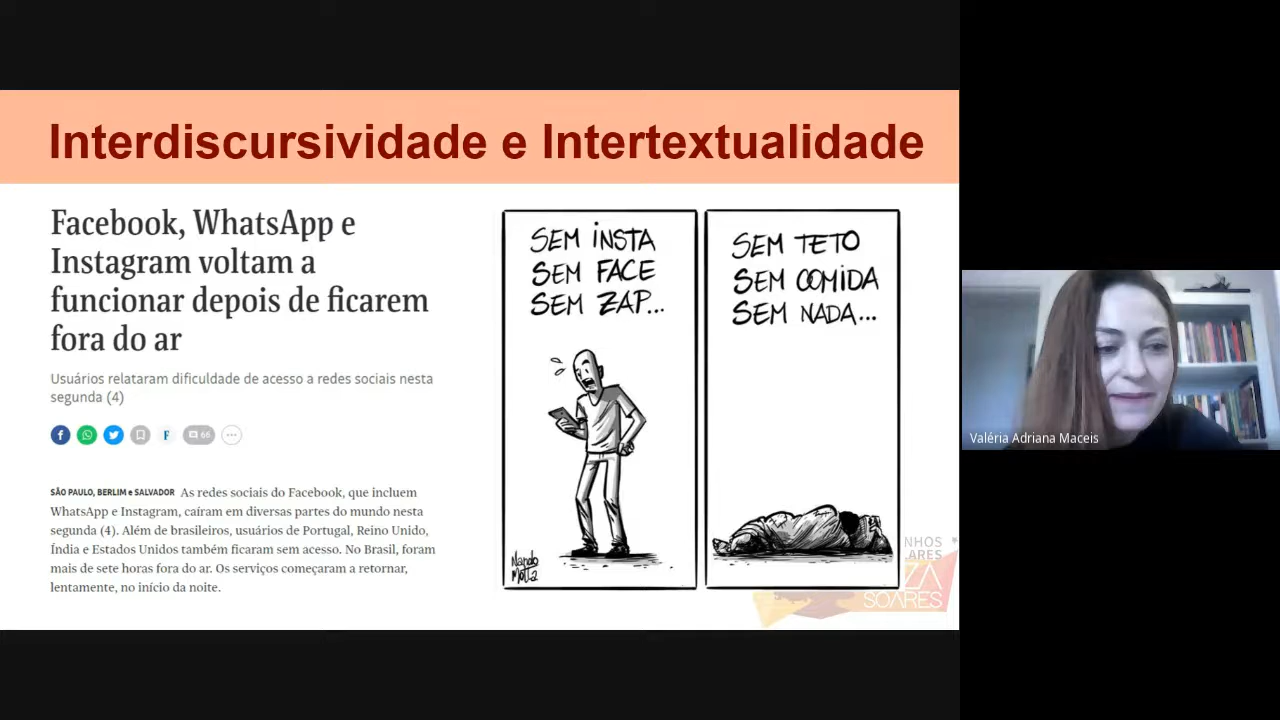 Interdiscursividade e Intertextualidade
Facebook, WhatsApp e
Instagram voltam a
funcionar depois de ficarem
fora do ar
Usuários relataram dificuldade de acesso a redes sociais nesta
segunda (4)
F
66
SÃO PAULO, BERLIM e SALVADOR As redes sociais do Facebook, que incluem
WhatsApp e Instagram, caíram em diversas partes do mundo nesta
segunda (4). Além de brasileiros, usuários de Portugal, Reino Unido,
Índia e Estados Unidos também ficaram sem acesso. No Brasil, foram
mais de sete horas fora do ar. Os serviços começaram a retornar,
lentamente, no início da noite.
SEM INSTA
SEM FACE
SEM ZAP...
Nando
Motta
SEM TETO
SEM COMIDA
SEM NADA...
NHOS
ARES
ZA
SOARES
Valéria Adriana Maceis